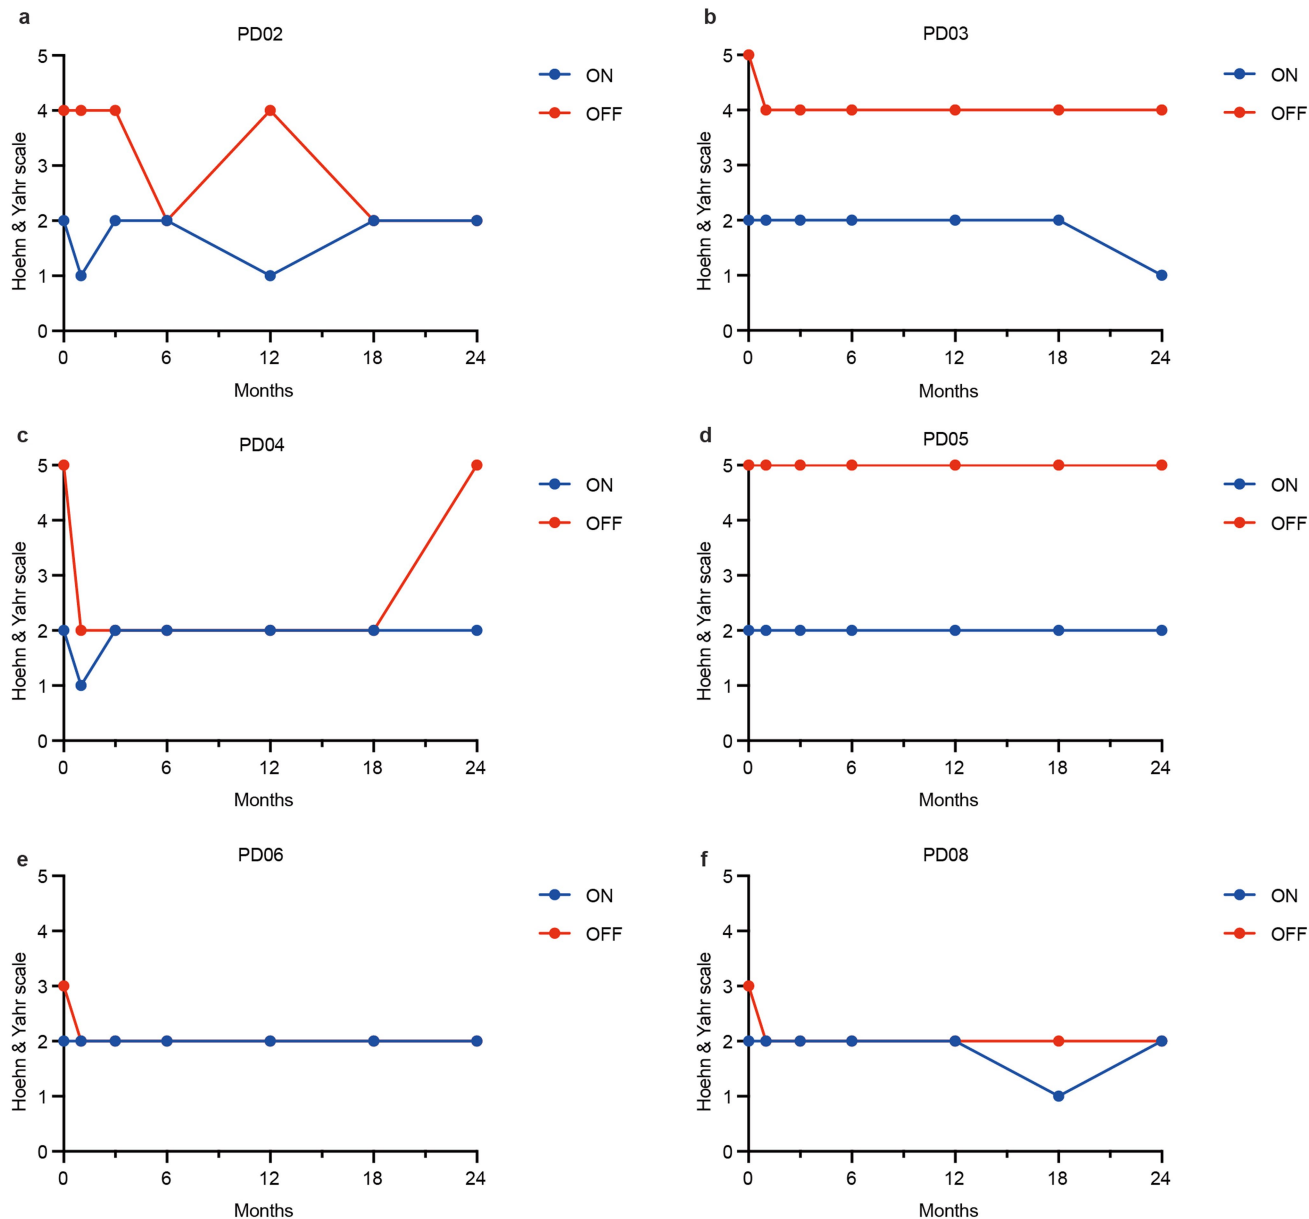 a
PD02
5
4
3
2
1
0
Hoehn & Yahr scale
0 6 12 18 24
Months
ON
OFF
b
PD03
5
4
3
2
1
0
Hoehn & Yahr scale
0 6 12 18 24
Months
ON
OFF
c
PD04
5
4
3
2
1
0
Hoehn & Yahr scale
0 6 12 18 24
Months
ON
OFF
d
PD05
5
4
3
2
1
0
Hoehn & Yahr scale
0 6 12 18 24
Months
ON
OFF
e
PD06
5
4
3
2
1
0
Hoehn & Yahr scale
0 6 12 18 24
Months
ON
OFF
f
PD08
5
4
3
2
1
0
Hoehn & Yahr scale
0 6 12 18 24
Months
ON
OFF